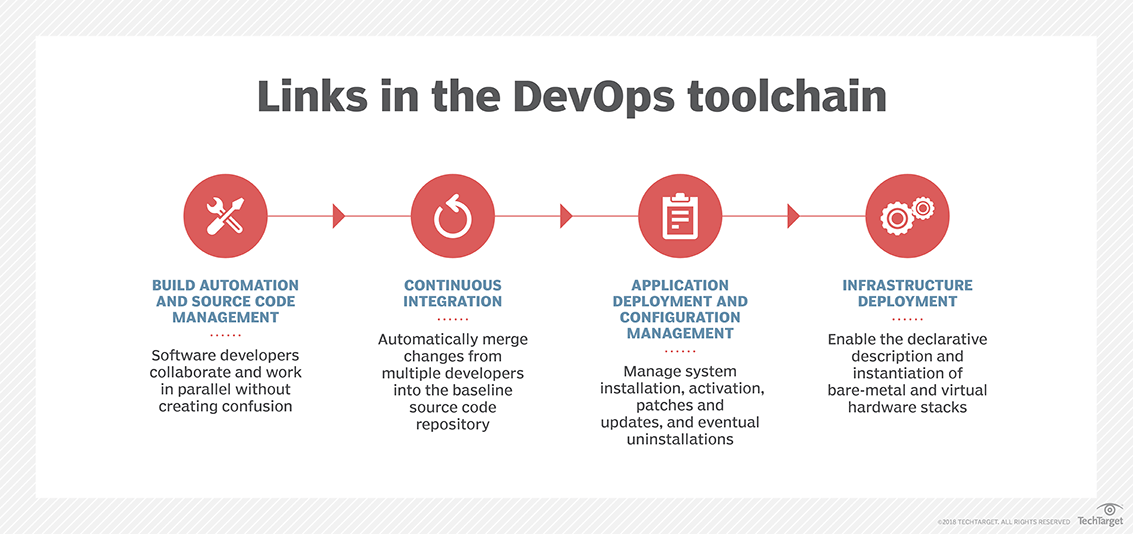 Links in the DevOps toolchain
BUILD AUTOMATION
AND SOURCE CODE
MANAGEMENT
Software developers
collaborate and work
in parallel without
creating confusion
CONTINUOUS
INTEGRATION
Automatically merge
changes from
multiple developers
into the baseline
source code
repository
APPLICATION
DEPLOYMENT AND
CONFIGURATION
MANAGEMENT
Manage system
installation, activation,
patches and
updates, and eventual
uninstallations
INFRASTRUCTURE
DEPLOYMENT
Enable the declarative
description and
instantiation of
bare-metal and virtual
hardware stacks
©2018 TECHTARGET. ALL RIGHTS RESERVED
TechTarget